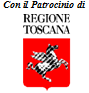 Con il Patrocinio di
REGIONE
TOSCANA